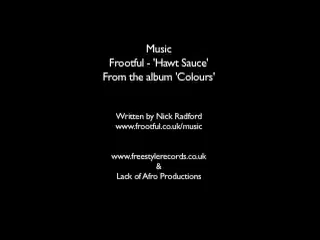 Music
Frootful - 'Hawt Sauce'
From the album 'Colours'
Written by Nick Radford
www.frootful.co.uk/music
www.freestylerecords.co.uk
&
Lack of Afro Productions